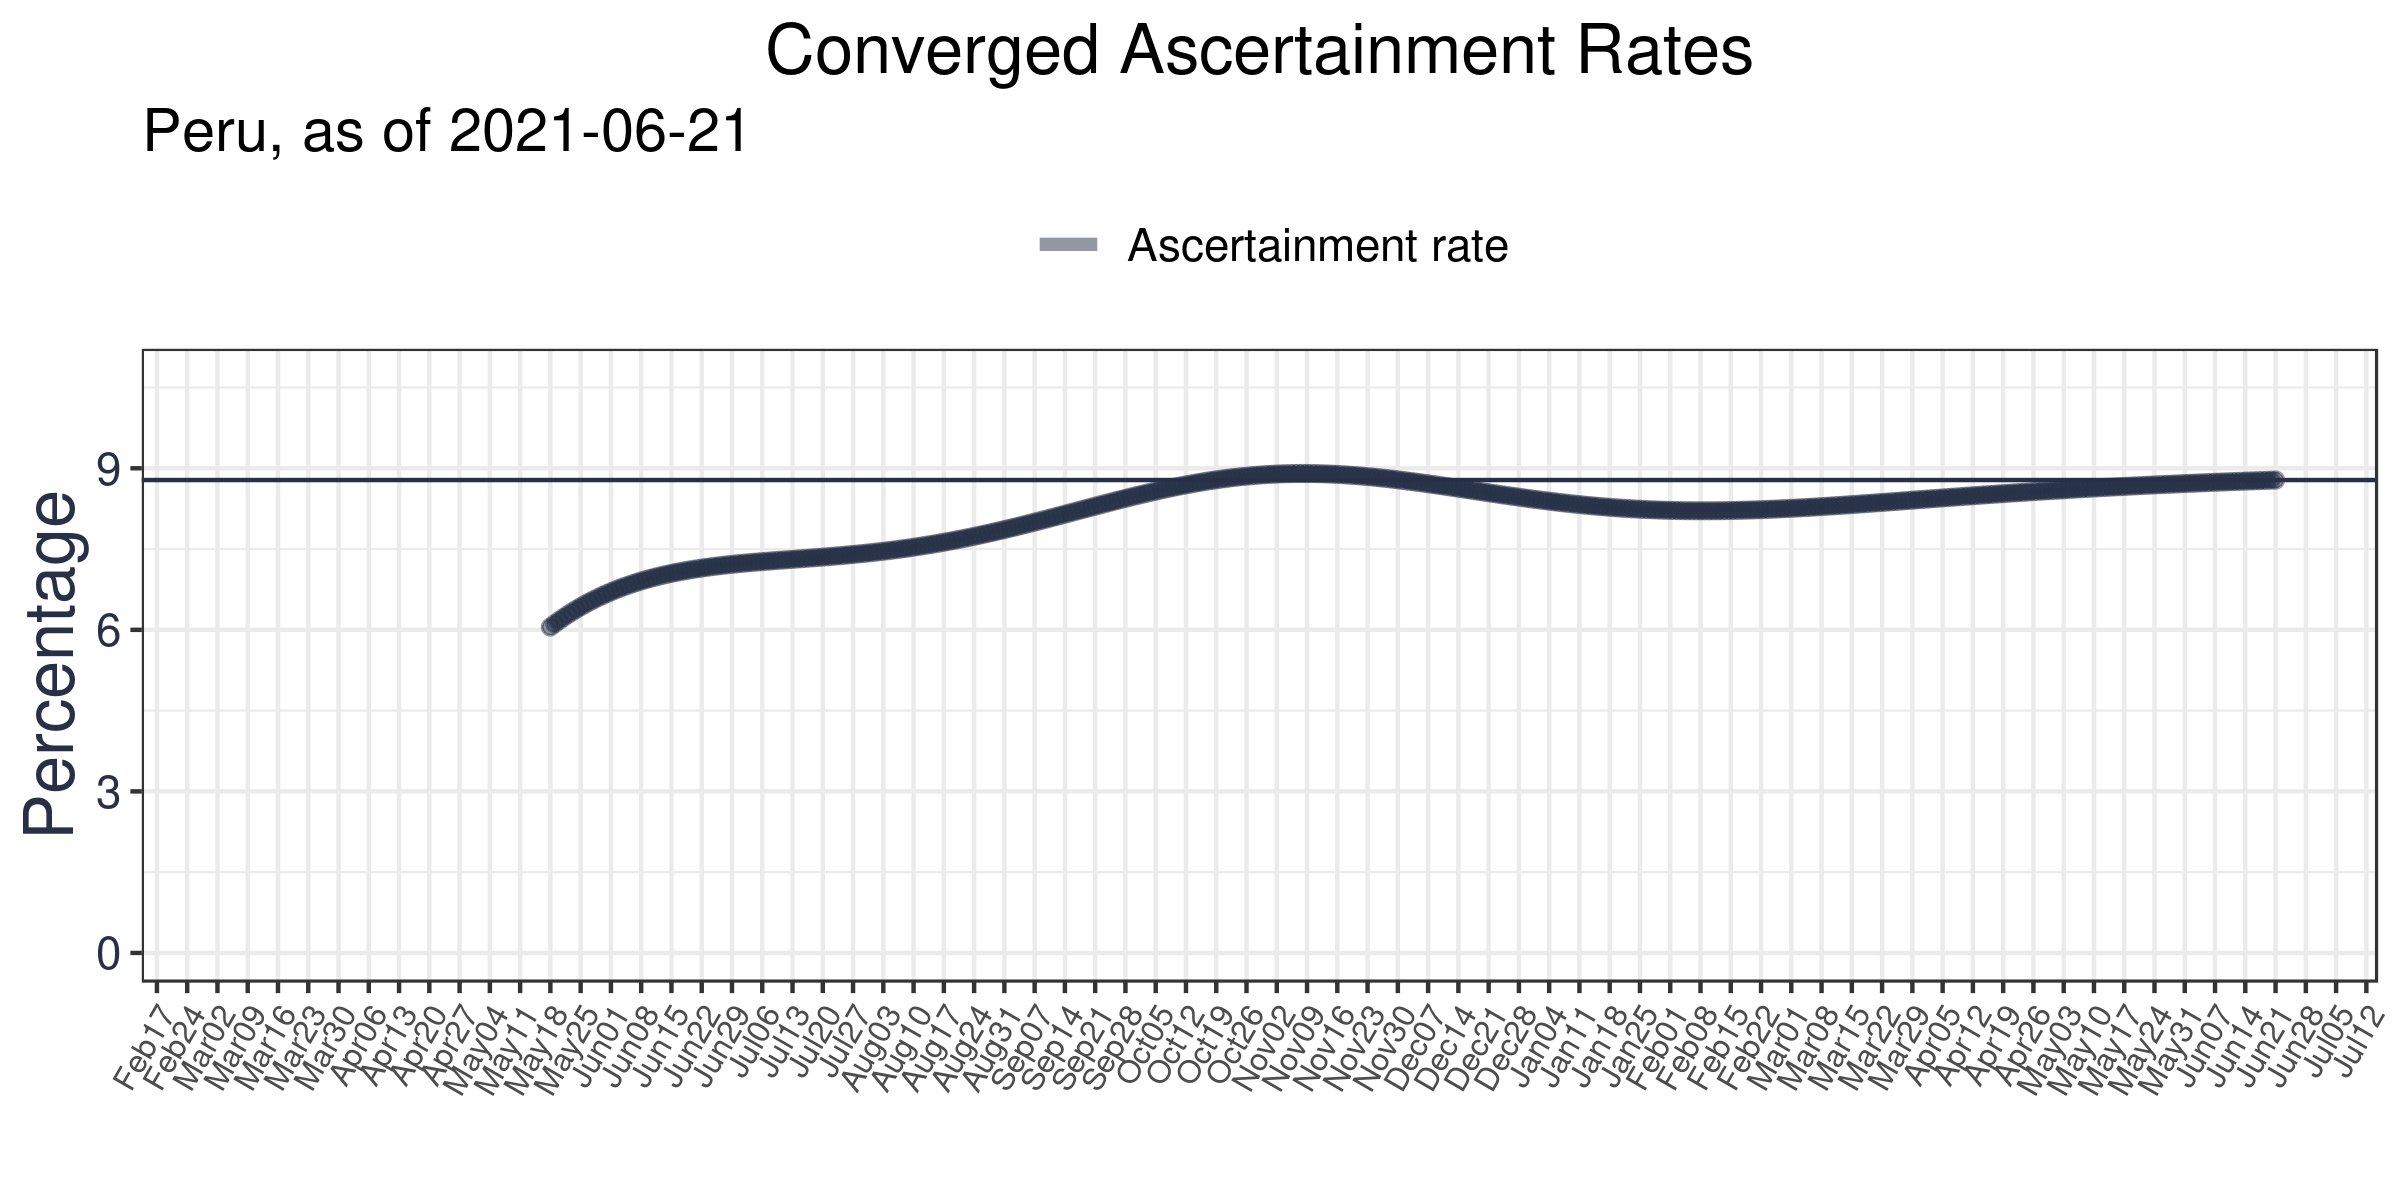 Converged Ascertainment Rates
Peru, as of 2021-06-21
Ascertainment rate
Percentage
9
6
3
0
Feb17
Feb24
Mar02
Mar09
Mar16
Mar23
Mar30
Apr06
Apr13
Apr20
Apr27
May04
May11
May18
May25
Jun01
Jun08
Jun15
Jun22
Jun29
Jul06
Jul13
Jul20
Jul27
Aug03
Aug10
Aug17
Aug24
Aug31
Sep07
Sep14
Sep21
Sep28
Oct05
Oct12
Oct19
Oct26
Nov02
Nov09
Nov16
Nov23
Nov30
Dec07
Dec14
Dec21
Dec28
Jan04
Jan11
Jan18
Jan25
Feb01
Feb08
Feb15
Feb22
Mar01
Mar08
Mar15
Mar22
Mar29
Apr05
Apr12
Apr19
Apr26
May03
May10
May17
May24
May31
Jun07
Jun14
Jun21
Jun28
Jul05
Jul12